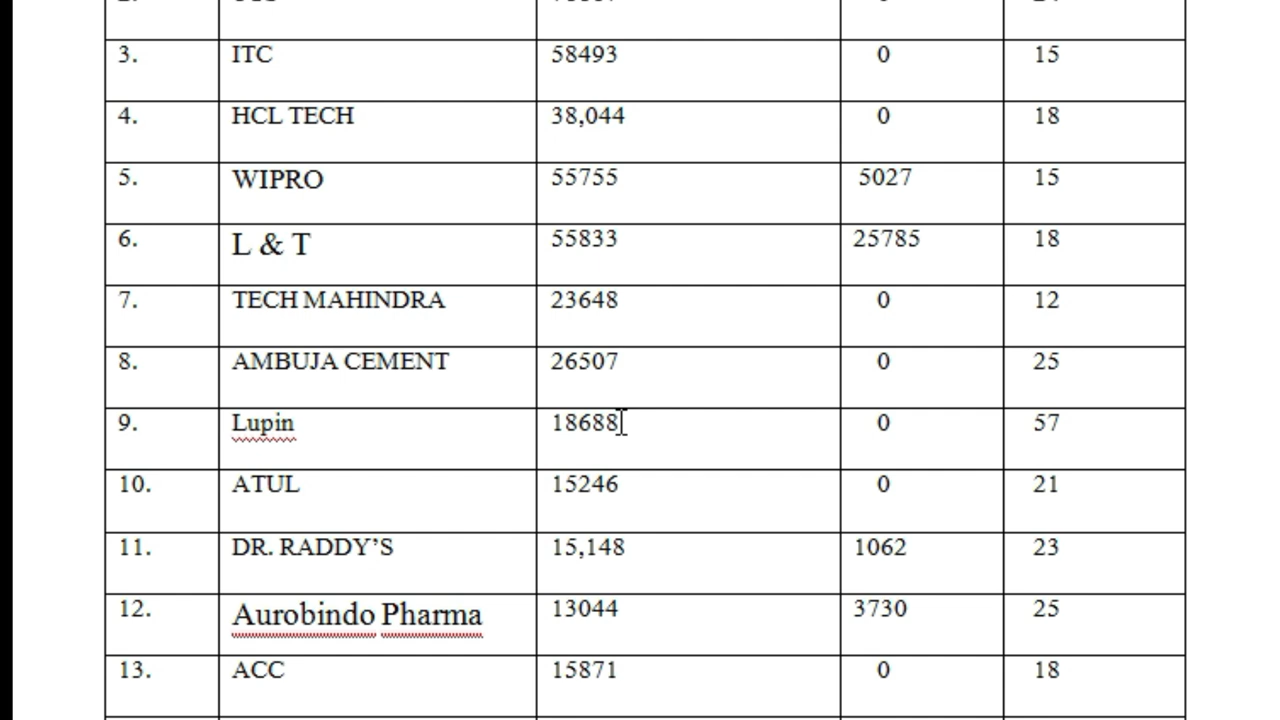 3. ITC 58493 0 15
4. HCL TECH 38,044 0 18
5. WIPRO 55755 5027 15
6. L & T 55833 25785 18
7. TECH MAHINDRA 23648 0 12
8. AMBUJA CEMENT 26507 0 25
9. Lupin 18688 0 57
10. ATUL 15246 0 21
11. DR. RADDY’S 15,148 1062 23
12. Aurobindo Pharma 13044 3730 25
13. ACC 15871 0 18